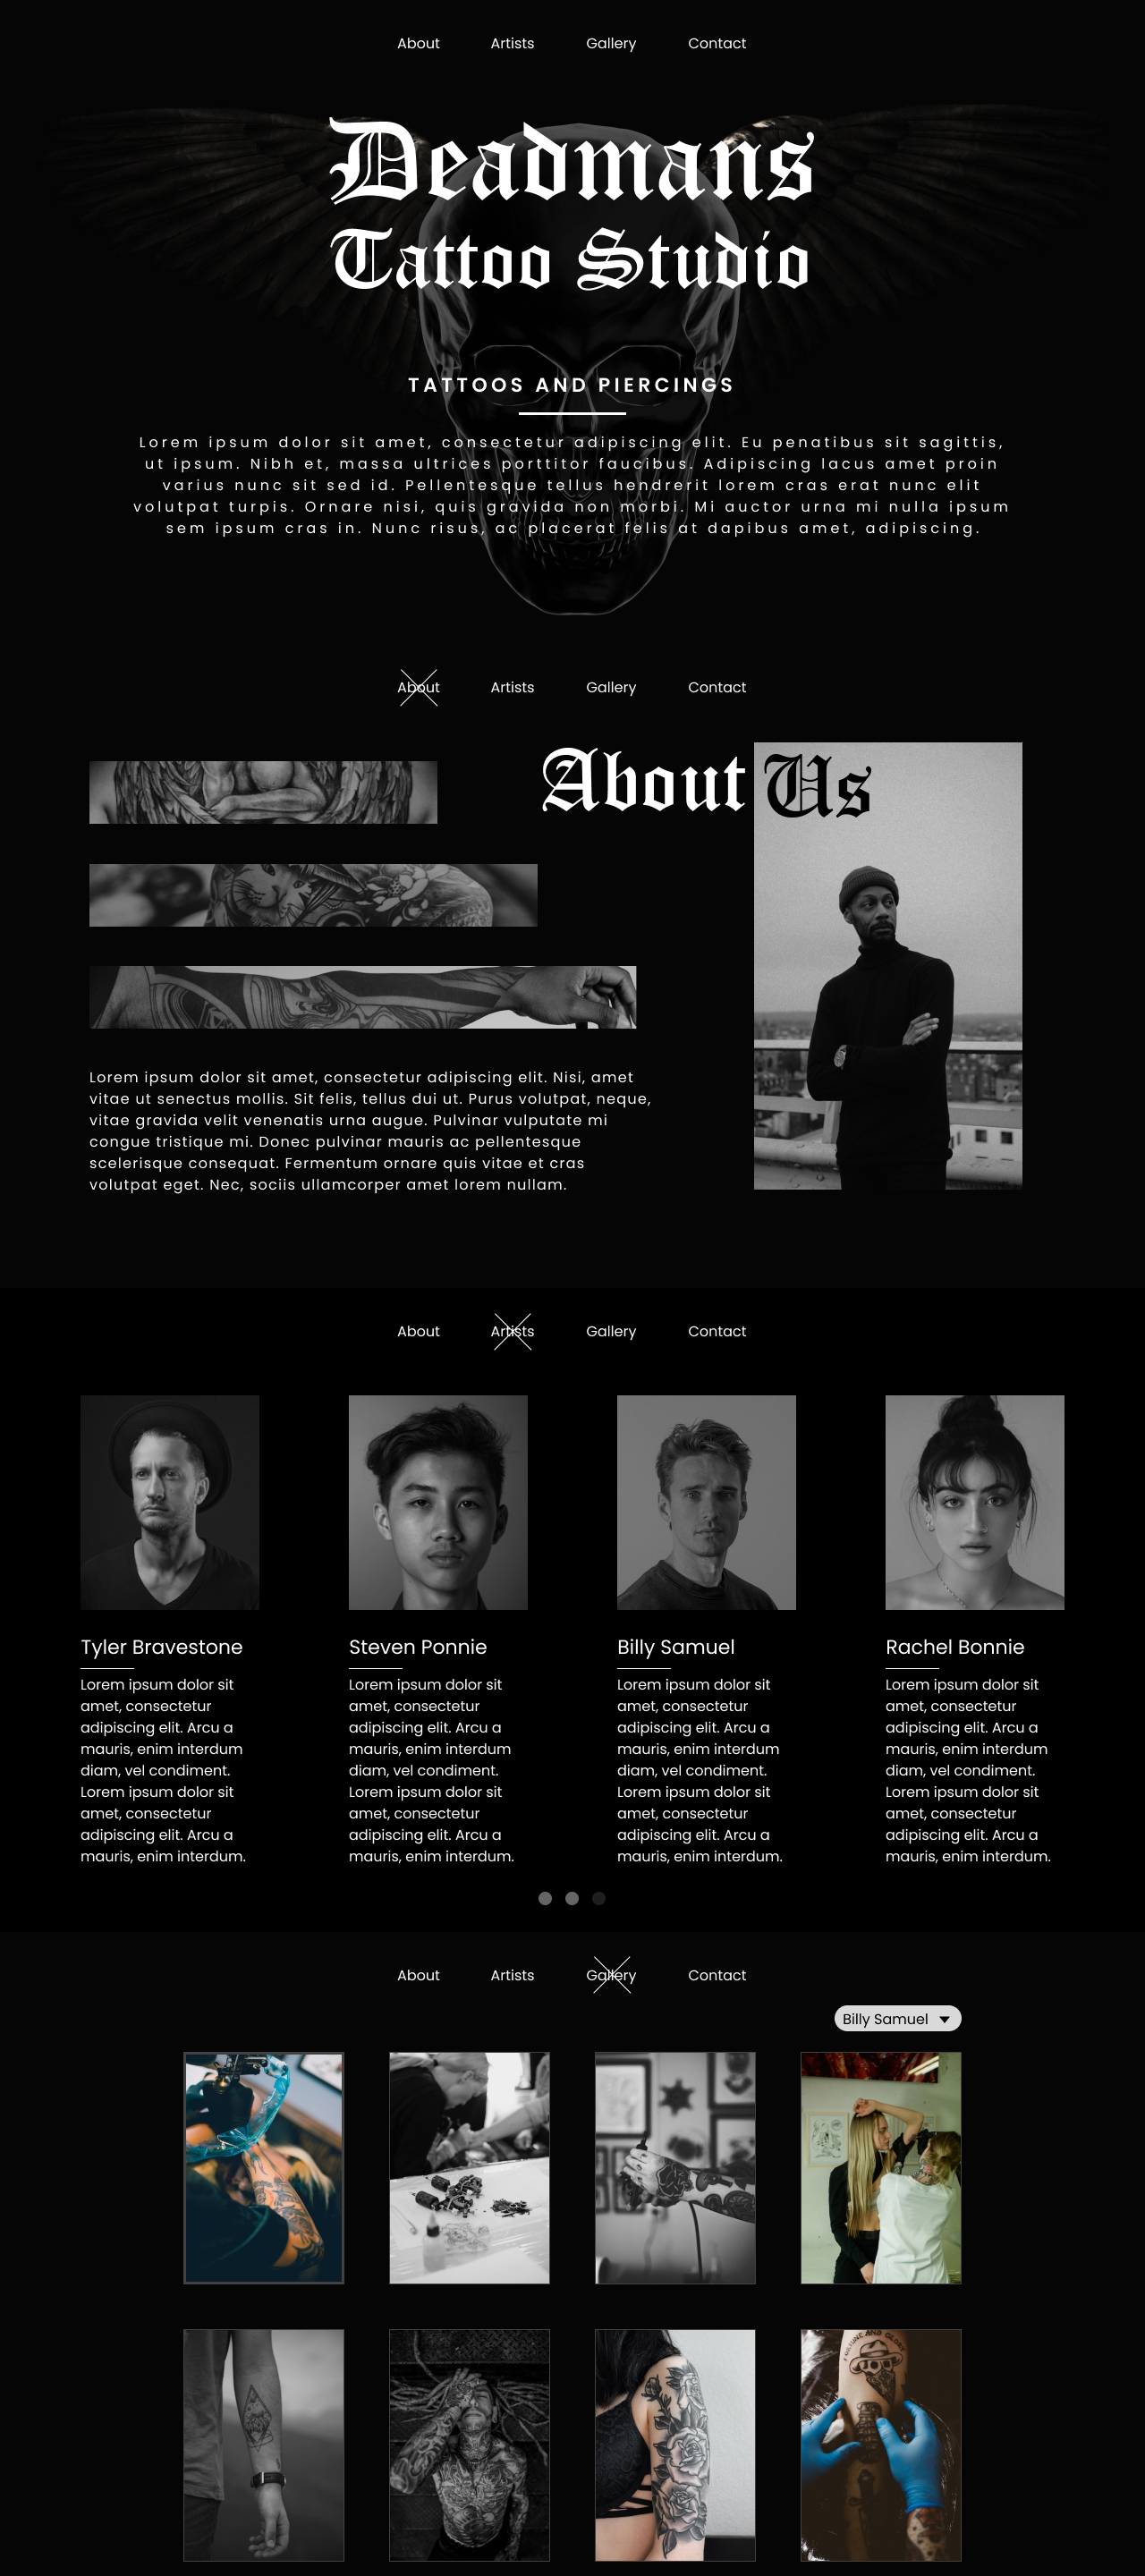 About Artists Gallery Contact
Deadmans
Tattoo Studio
TATTOOS AND PIERCINGS
Lorem ipsum dolor sit amet, consectetur adipiscing elit. Eu penatibus sit sagittis,
ut ipsum. Nibh et, massa ultrices porttitor faucibus. Adipiscing lacus amet proin
varius nunc sit sed id. Pellentesque tellus hendrerit lorem cras erat nunc elit
volutpat turpis. Ornare nisi, quis gravida non morbi. Mi auctor urna mi nulla ipsum
sem ipsum cras in. Nunc risus, ac placerat felis at dapibus amet, adipiscing.
About Artists Gallery Contact
About Us
Lorem ipsum dolor sit amet, consectetur adipiscing elit. Nisi, amet
vitae ut senectus mollis. Sit felis, tellus dui ut. Purus volutpat, neque,
vitae gravida velit venenatis urna augue. Pulvinar vulputate mi
congue tristique mi. Donec pulvinar mauris ac pellentesque
scelerisque consequat. Fermentum ornare quis vitae et cras
volutpat eget. Nec, sociis ullamcorper amet lorem nullam.
About Artists Gallery Contact
Tyler Bravestone
Lorem ipsum dolor sit
amet, consectetur
adipiscing elit. Arcu a
mauris, enim interdum
diam, vel condiment.
Lorem ipsum dolor sit
amet, consectetur
adipiscing elit. Arcu a
mauris, enim interdum.
Steven Ponnie
Lorem ipsum dolor sit
amet, consectetur
adipiscing elit. Arcu a
mauris, enim interdum
diam, vel condiment.
Lorem ipsum dolor sit
amet, consectetur
adipiscing elit. Arcu a
mauris, enim interdum.
Billy Samuel
Lorem ipsum dolor sit
amet, consectetur
adipiscing elit. Arcu a
mauris, enim interdum
diam, vel condiment.
Lorem ipsum dolor sit
amet, consectetur
adipiscing elit. Arcu a
mauris, enim interdum.
Rachel Bonnie
Lorem ipsum dolor sit
amet, consectetur
adipiscing elit. Arcu a
mauris, enim interdum
diam, vel condiment.
Lorem ipsum dolor sit
amet, consectetur
adipiscing elit. Arcu a
mauris, enim interdum.
About Artists Gallery Contact
Billy Samuel
AND GLORY